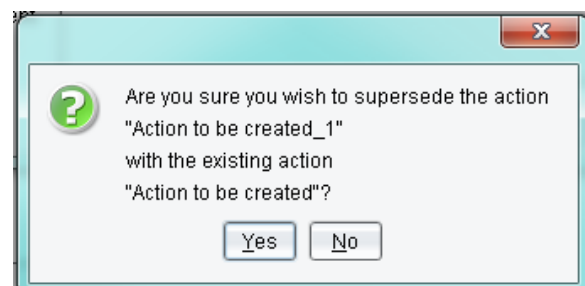 Are you sure you wish to supersede the action
"Action to be created_1"
with the existing action
"Action to be created"?
Yes No